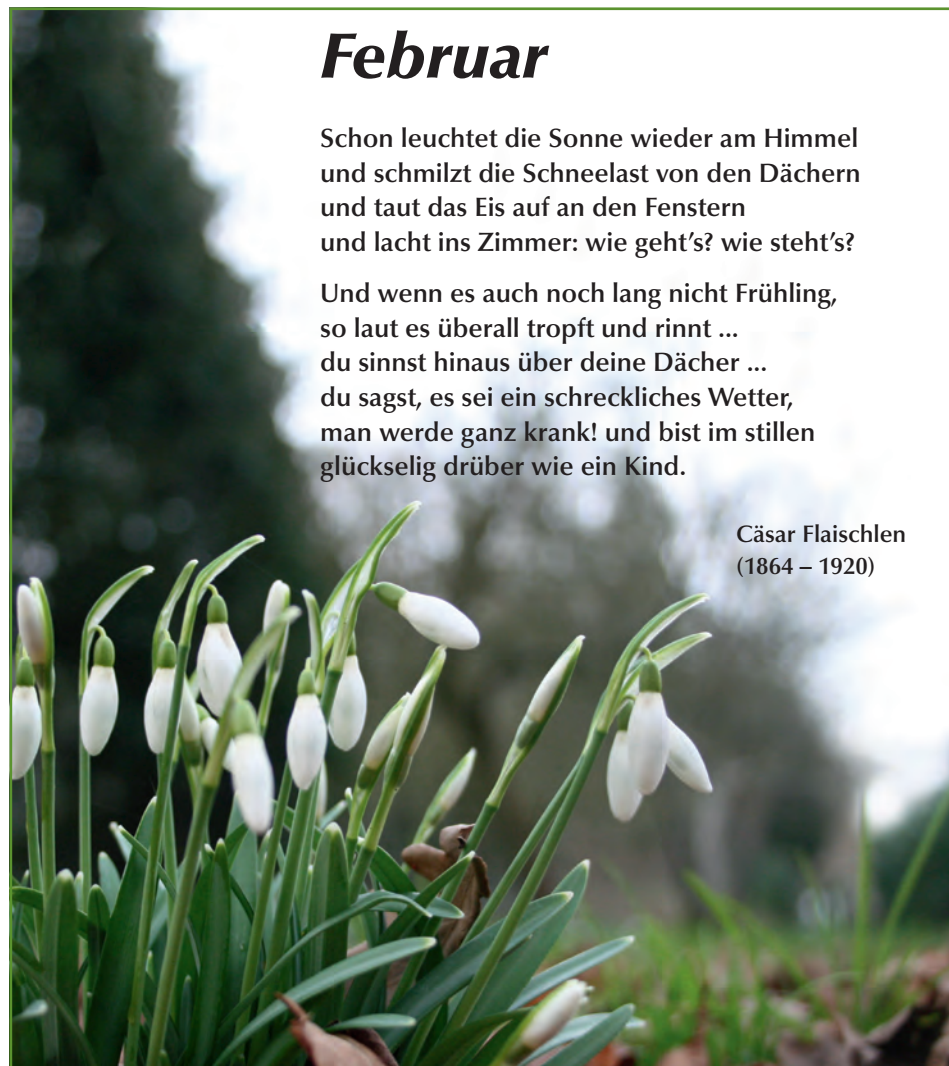 Februar
Schon leuchtet die Sonne wieder am Himmel
und schmilzt die Schneelast von den Dächern
und taut das Eis auf an den Fenstern
und lacht ins Zimmer: wie geht’s? wie steht’s?
Und wenn es auch noch lang nicht Frühling,
so laut es überall tropft und rinnt ...
du sinnst hinaus über deine Dächer ...
du sagst, es sei ein schreckliches Wetter,
man werde ganz krank! und bist im stillen
glückselig drüber wie ein Kind.
Cäsar Flaischlen
(1864 – 1920)